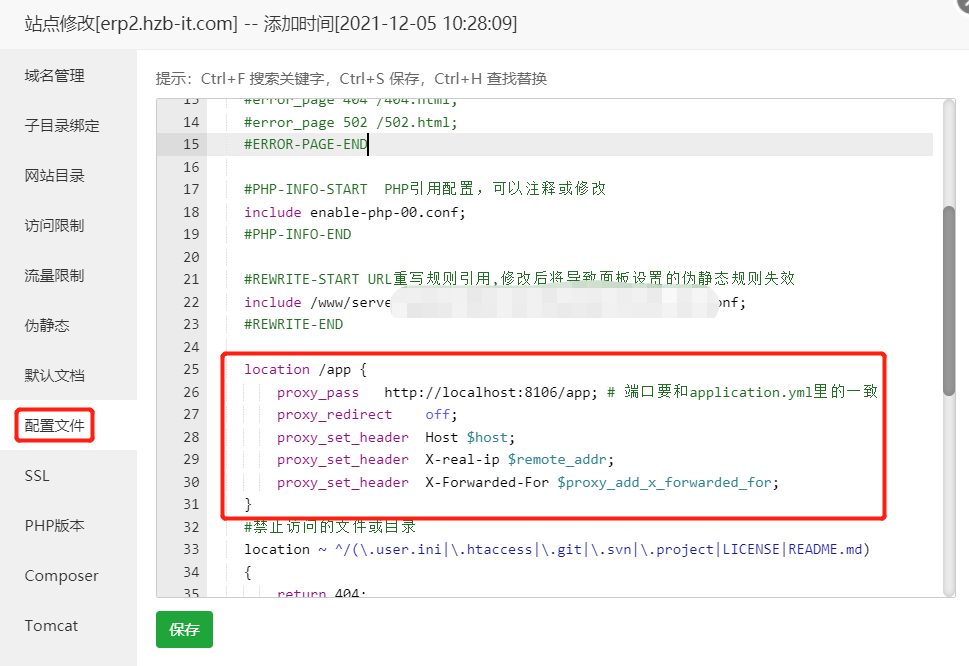 站点修改[erp2.hzb-it.com] -- 添加时间[2021-12-05 10:28:09]
域名管理
子目录绑定
网站目录
访问限制
流量限制
伪静态
默认文档
配置文件
SSL
PHP版本
Composer
Tomcat
提示：Ctrl+F 搜索关键字，Ctrl+S 保存，Ctrl+H 查找替换
13 #error_page 404 /404.html;
14 #error_page 502 /502.html;
15 #ERROR-PAGE-END
16
17 #PHP-INFO-START  PHP引用配置，可以注释或修改
18 include enable-php-00.conf;
19 #PHP-INFO-END
20
21 #REWRITE-START URL重写规则引用,修改后将导致面板设置的伪静态规则失效
22 include /www/serve nf;
23 #REWRITE-END
24
25 location /app {
26 proxy_pass   http://localhost:8106/app; # 端口要和application.yml里的一致
27 proxy_redirect    off;
28 proxy_set_header  Host $host;
29 proxy_set_header  X-real-ip $remote_addr;
30 proxy_set_header  X-Forwarded-For $proxy_add_x_forwarded_for;
31 }
32 #禁止访问的文件或目录
33 location ~ ^/(\.user.ini|\.htaccess|\.git|\.svn|\.project|LICENSE|README.md)
34 {
35 return 404;
保存